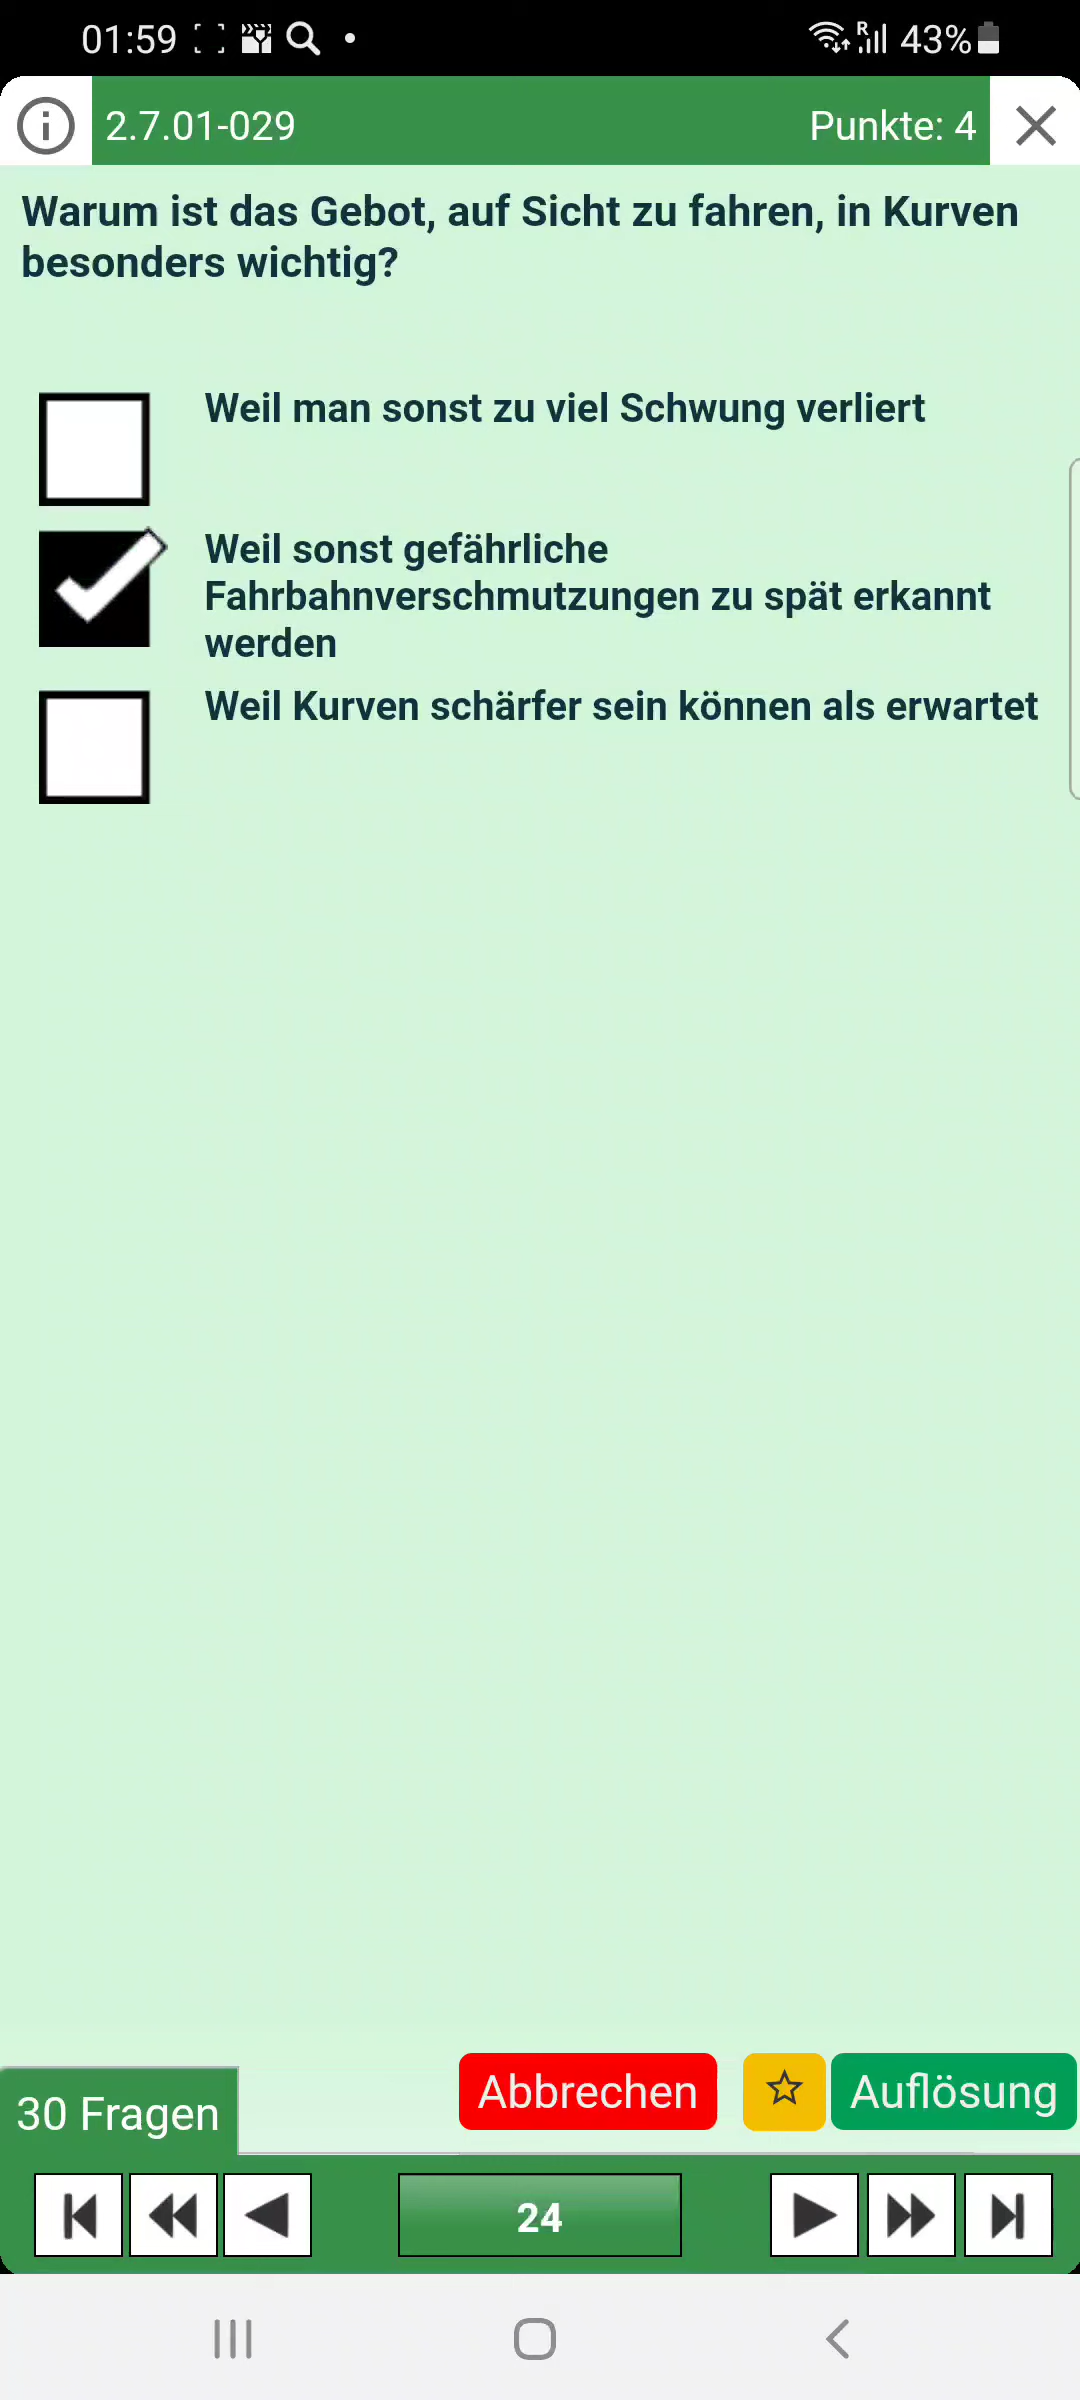 01:59 43%
2.7.01-029 Punkte: 4
Warum ist das Gebot, auf Sicht zu fahren, in Kurven
besonders wichtig?
Weil man sonst zu viel Schwung verliert
Weil sonst gefährliche
Fahrbahnverschmutzungen zu spät erkannt
werden
Weil Kurven schärfer sein können als erwartet
Abbrechen Auflösung
30 Fragen
24